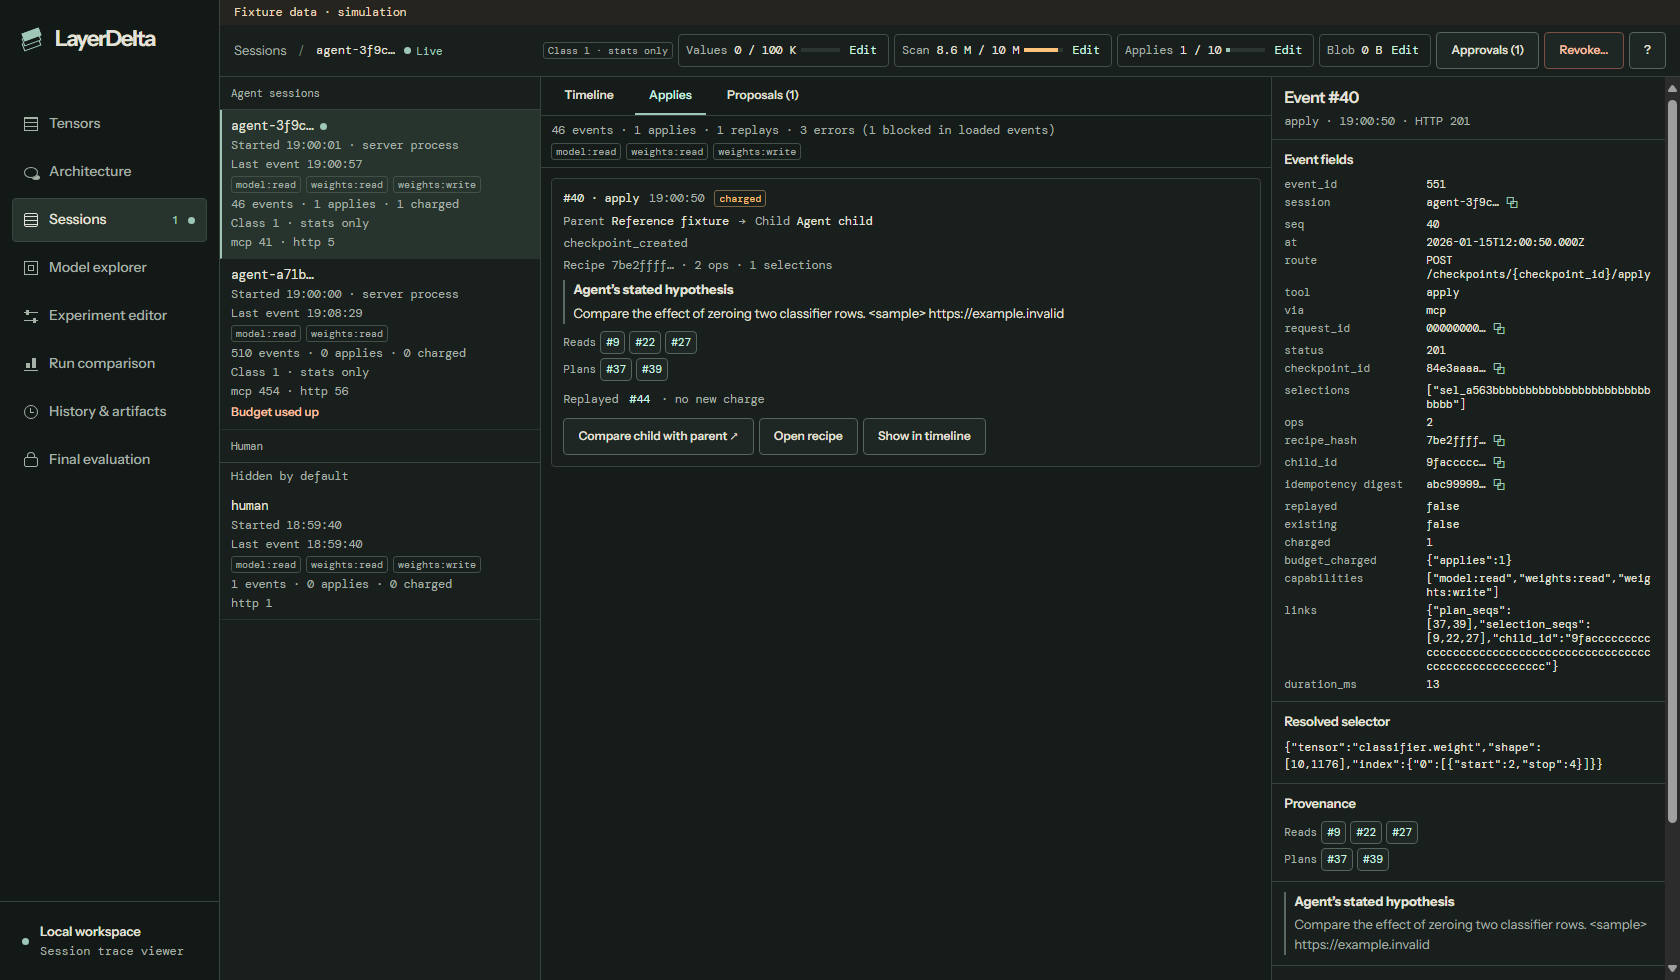 LayerDelta
Tensors
Architecture
Sessions 1
Model explorer
Experiment editor
Run comparison
History & artifacts
Final evaluation
Local workspace
Session trace viewer
Fixture data · simulation
Sessions / agent-3f9c… Live
Class 1 · stats only
Values 0 / 100 K Edit
Scan 8.6 M / 10 M Edit
Applies 1 / 10 Edit
Blob 0 B Edit
Approvals (1)
Revoke…
?
Agent sessions
agent-3f9c…
Started 19:00:01 · server process
Last event 19:00:57
model:read weights:read weights:write
46 events · 1 applies · 1 charged
Class 1 · stats only
mcp 41 · http 5
agent-a71b…
Started 19:00:00 · server process
Last event 19:08:29
model:read weights:read
510 events · 0 applies · 0 charged
Class 1 · stats only
mcp 454 · http 56
Budget used up
Human
Hidden by default
human
Started 18:59:40
Last event 18:59:40
model:read weights:read weights:write
1 events · 0 applies · 0 charged
http 1
Timeline Applies Proposals (1)
46 events · 1 applies · 1 replays · 3 errors (1 blocked in loaded events)
model:read weights:read weights:write
#40 · apply 19:00:50 charged
Parent Reference fixture → Child Agent child
checkpoint_created
Recipe 7be2ffff… · 2 ops · 1 selections
Agent's stated hypothesis
Compare the effect of zeroing two classifier rows. <sample> https://example.invalid
Reads #9 #22 #27
Plans #37 #39
Replayed #44 · no new charge
Compare child with parent ↗ Open recipe Show in timeline
Event #40
apply · 19:00:50 · HTTP 201
Event fields
event_id 551
session agent-3f9c…
seq 40
at 2026-01-15T12:00:50.000Z
route POST
/checkpoints/{checkpoint_id}/apply
tool apply
via mcp
request_id 00000000…
status 201
checkpoint_id 84e3aaaa…
selections ["sel_a563bbbbbbbbbbbbbbbbbbbbbbbb
bbbb"]
ops 2
recipe_hash 7be2ffff…
child_id 9faccccc…
idempotency digest abc99999…
replayed false
existing false
charged 1
budget_charged {"applies":1}
capabilities ["model:read","weights:read","weig
hts:write"]
links {"plan_seqs":
[37,39],"selection_seqs":
[9,22,27],"child_id":"9faccccccccc
cccccccccccccccccccccccccccccccccc
cccccccccccccccccc"}
duration_ms 13
Resolved selector
{"tensor":"classifier.weight","shape":
[10,1176],"index":{"0":[{"start":2,"stop":4}]}}
Provenance
Reads #9 #22 #27
Plans #37 #39
Agent's stated hypothesis
Compare the effect of zeroing two classifier rows. <sample>
https://example.invalid